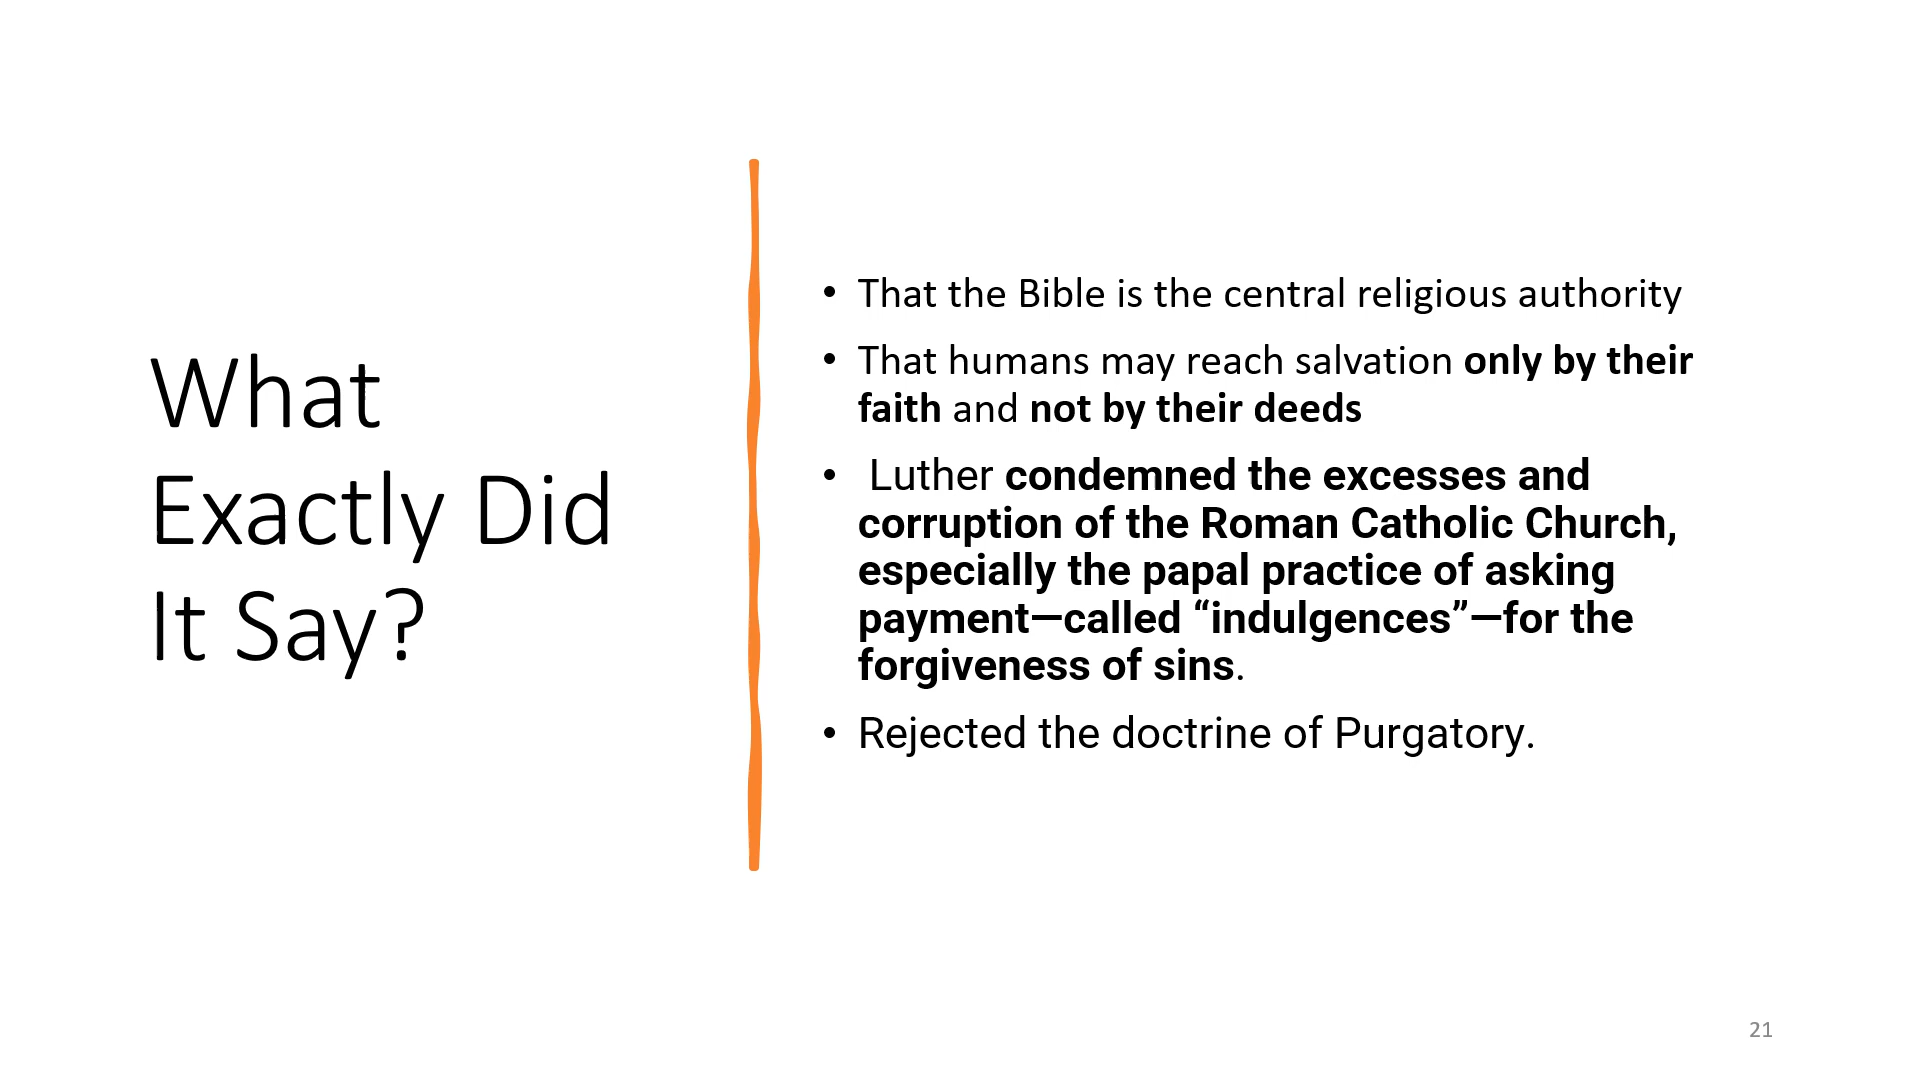 What
Exactly Did
It Say?
• That the Bible is the central religious authority
• That humans may reach salvation only by their
faith and not by their deeds
• Luther condemned the excesses and
corruption of the Roman Catholic Church,
especially the papal practice of asking
payment—called “indulgences”—for the
forgiveness of sins.
• Rejected the doctrine of Purgatory.
21